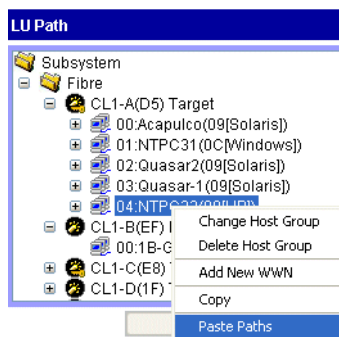 LU Path
Subsystem
Fibre
CL1-A(D5) Target
00:Acapulco(09[Solaris])
01:NTPC31(0C[Windows])
02:Quasar2(09[Solaris])
03:Quasar-1(09[Solaris])
CL1-B(EF)
00:1B-G
CL1-C(E8)
CL1-D(1F)
Change Host Group
Delete Host Group
Add New WWN
Copy
Paste Paths